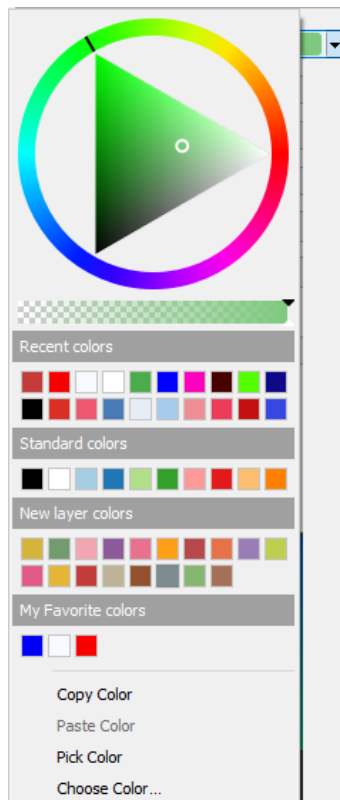 Recent colors
Standard colors
New layer colors
My Favorite colors
Copy Color
Paste Color
Pick Color
Choose Color...